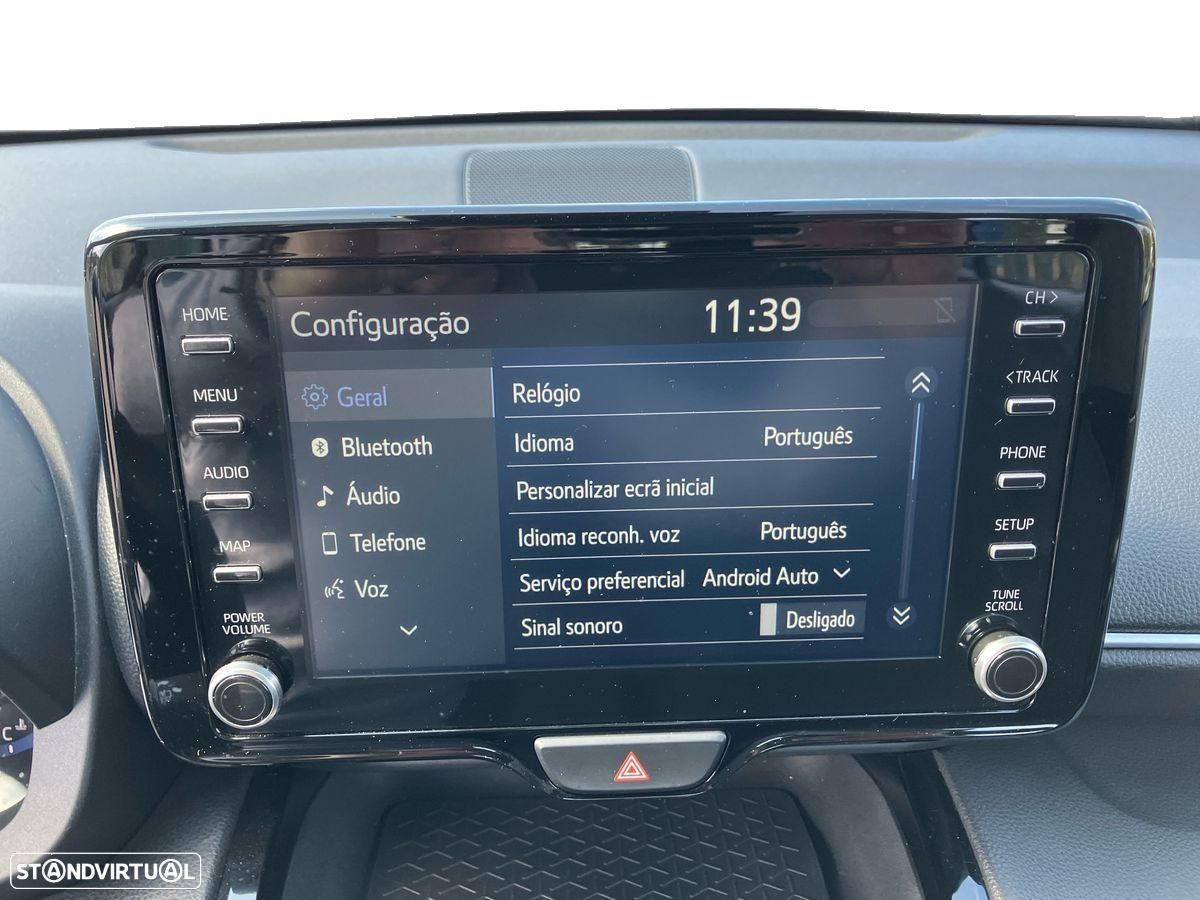 HOME
MENU
AUDIO
MAP
POWER
VOLUME
Configuração
11:39
Geral
Bluetooth
Áudio
Telefone
Voz
Relógio
Idioma Português
Personalizar ecrã inicial
Idioma reconh. voz Português
Serviço preferencial Android Auto
Sinal sonoro Desligado
CH >
< TRACK
PHONE
SETUP
TUNE
SCROLL
C
STANDVIRTUAL